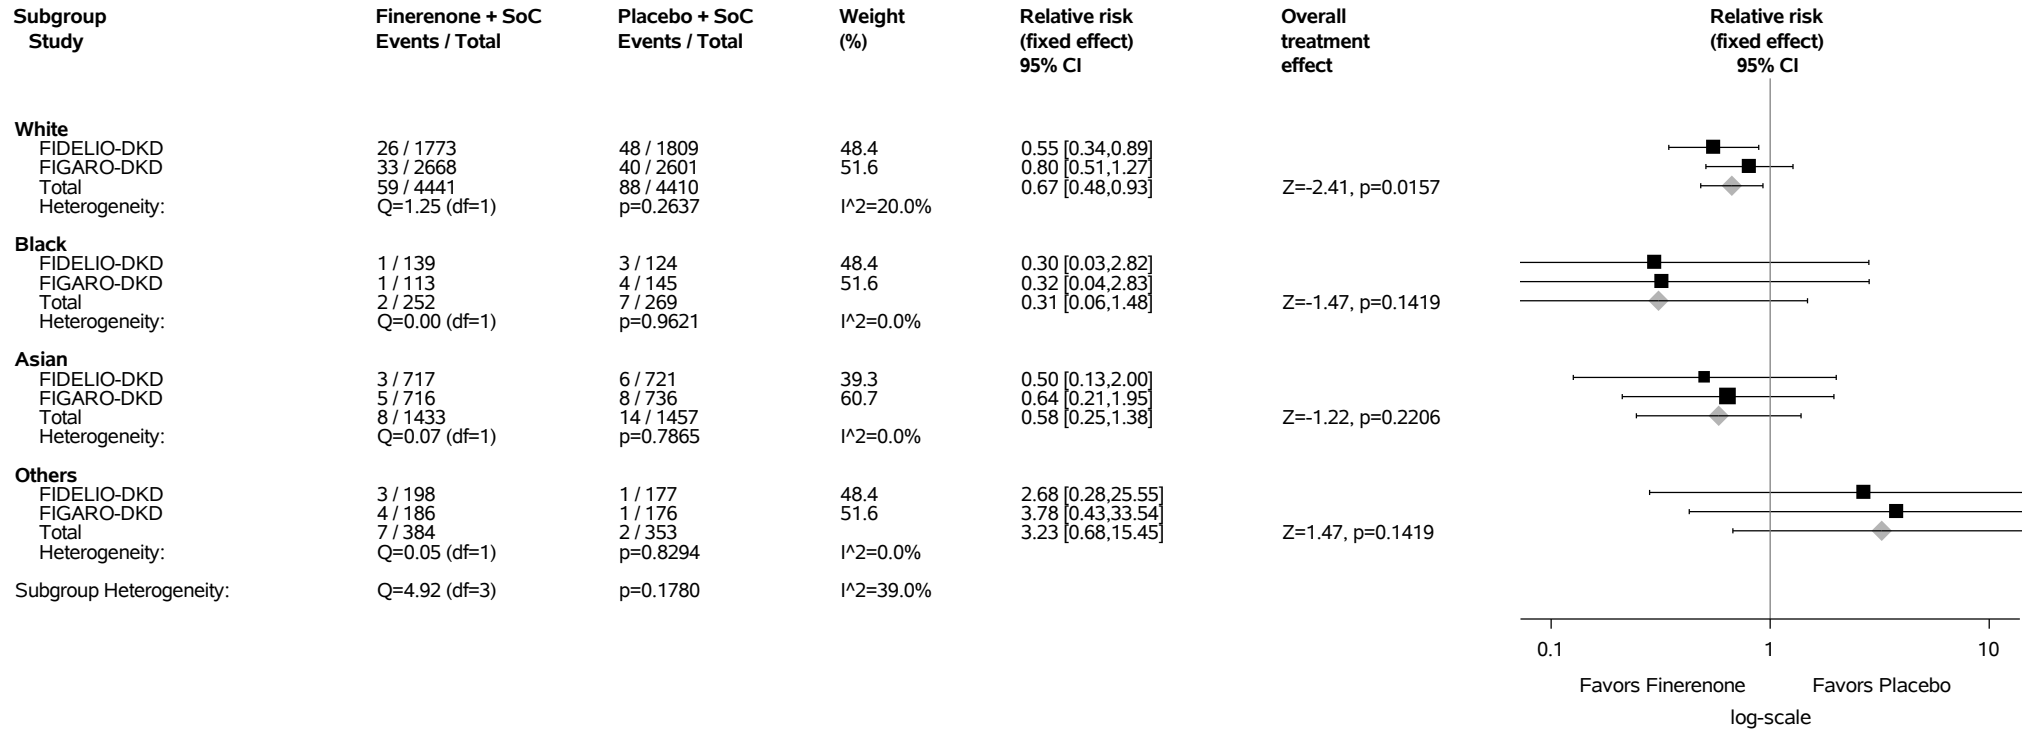 Subgroup Finerenone + SoC Placebo + SoC Weight Relative risk Overall Relative risk
Study Events / Total Events / Total (%) (fixed effect) treatment (fixed effect)
95% CI effect 95% CI
White
FIDELIO-DKD 26 / 1773 48 / 1809 48.4 0.55 [0.34,0.89]
FIGARO-DKD 33 / 2668 40 / 2601 51.6 0.80 [0.51,1.27]
Total 59 / 4441 88 / 4410 0.67 [0.48,0.93] Z=-2.41, p=0.0157
Heterogeneity: Q=1.25 (df=1) p=0.2637 I^2=20.0%
Black
FIDELIO-DKD 1 / 139 3 / 124 48.4 0.30 [0.03,2.82]
FIGARO-DKD 1 / 113 4 / 145 51.6 0.32 [0.04,2.83]
Total 2 / 252 7 / 269 0.31 [0.06,1.48] Z=-1.47, p=0.1419
Heterogeneity: Q=0.00 (df=1) p=0.9621 I^2=0.0%
Asian
FIDELIO-DKD 3 / 717 6 / 721 39.3 0.50 [0.13,2.00]
FIGARO-DKD 5 / 716 8 / 736 60.7 0.64 [0.21,1.95]
Total 8 / 1433 14 / 1457 0.58 [0.25,1.38] Z=-1.22, p=0.2206
Heterogeneity: Q=0.07 (df=1) p=0.7865 I^2=0.0%
Others
FIDELIO-DKD 3 / 198 1 / 177 48.4 2.68 [0.28,25.55]
FIGARO-DKD 4 / 186 1 / 176 51.6 3.78 [0.43,33.54]
Total 7 / 384 2 / 353 3.23 [0.68,15.45] Z=1.47, p=0.1419
Heterogeneity: Q=0.05 (df=1) p=0.8294 I^2=0.0%
Subgroup Heterogeneity: Q=4.92 (df=3) p=0.1780 I^2=39.0%
0.1 1 10
Favors Finerenone Favors Placebo
log-scale